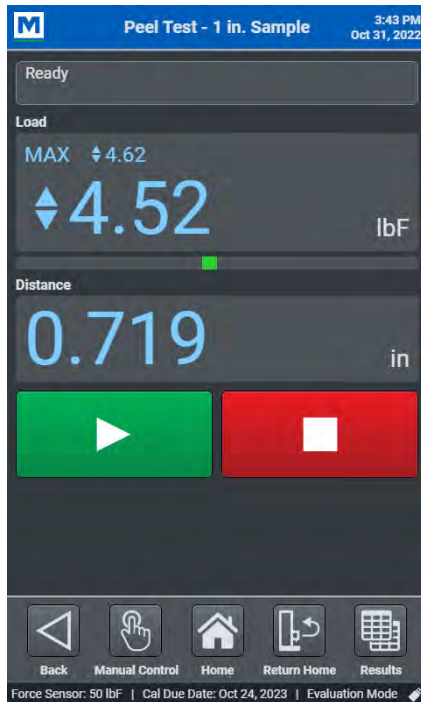 M
Peel Test - 1 in. Sample
3:43 PM
Oct 31, 2022
Ready
Load
MAX 4.62
4.52
lbF
Distance
0.719
in
Back Manual Control Home Return Home Results
Force Sensor: 50 lbF | Cal Due Date: Oct 24, 2023 | Evaluation Mode